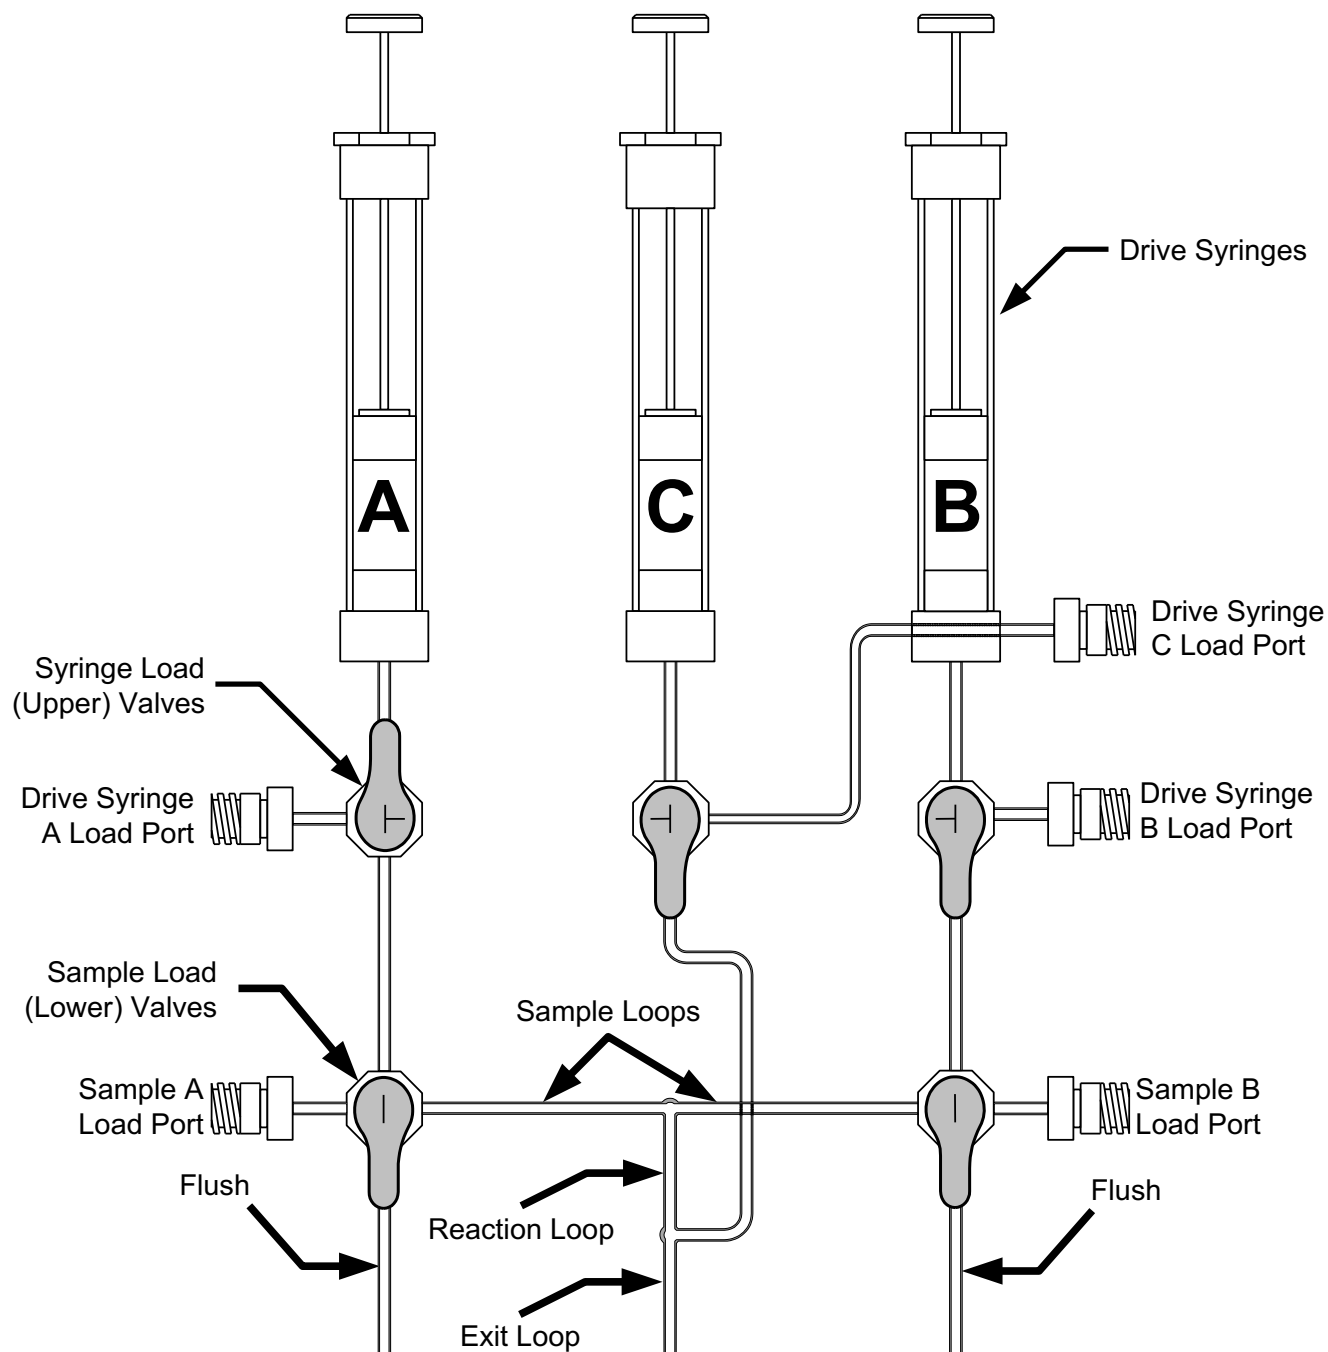 A
C
B
Drive Syringes
Drive Syringe
C Load Port
Syringe Load
(Upper) Valves
Drive Syringe
A Load Port
Drive Syringe
B Load Port
Sample Load
(Lower) Valves
Sample Loops
Sample A
Load Port
Sample B
Load Port
Flush
Flush
Reaction Loop
Exit Loop